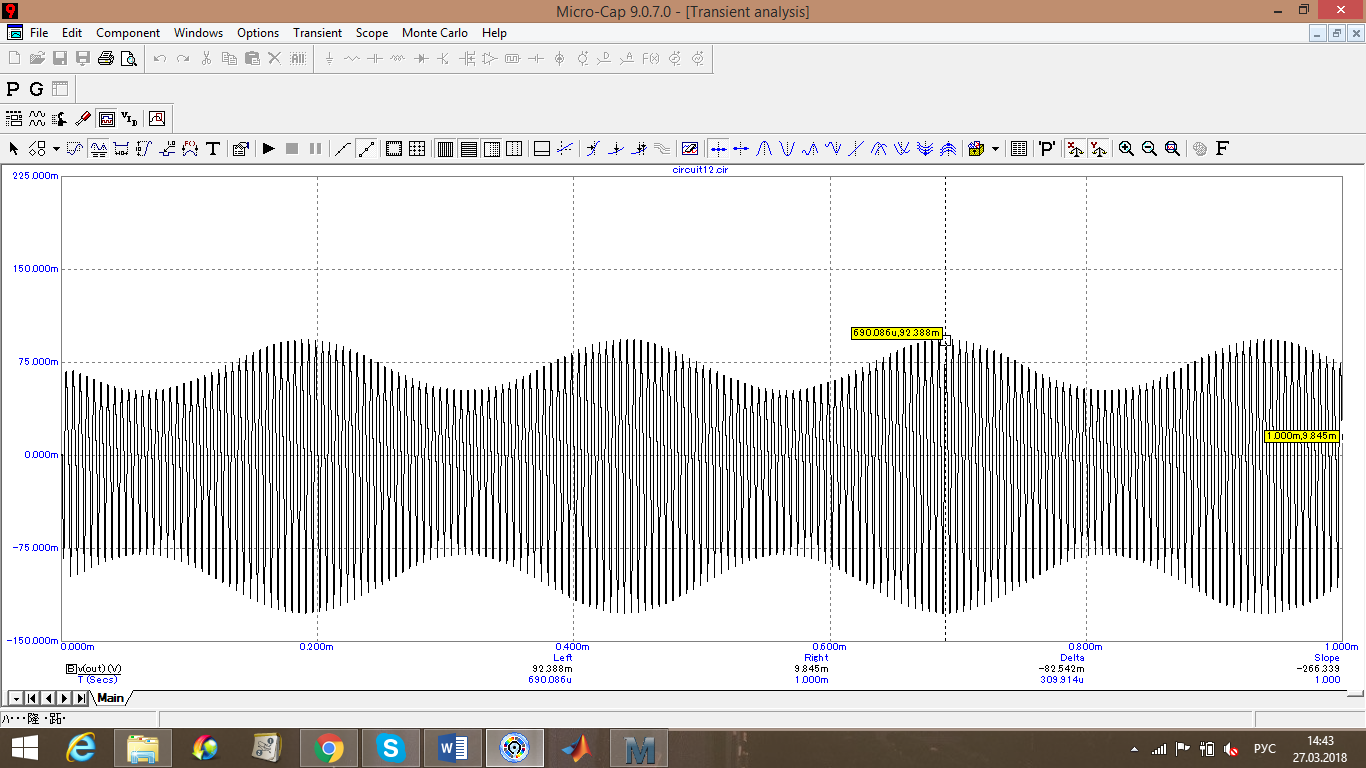 Micro-Cap 9.0.7.0 - [Transient analysis]
File Edit Component Windows Options Transient Scope Monte Carlo Help
P G
circuit12.cir
225.000m
150.000m
75.000m
0.000m
-75.000m
-150.000m
690.086u,92.388m
1.000m,9.845m
0.000m 0.200m 0.400m 0.600m 0.800m 1.000m
Left Right Delta Slope
B v(out) (V) 92.388m 9.845m -82.542m -266.339
T (Secs) 690.086u 1.000m 309.914u 1.000
Main
14:43
РУС
27.03.2018